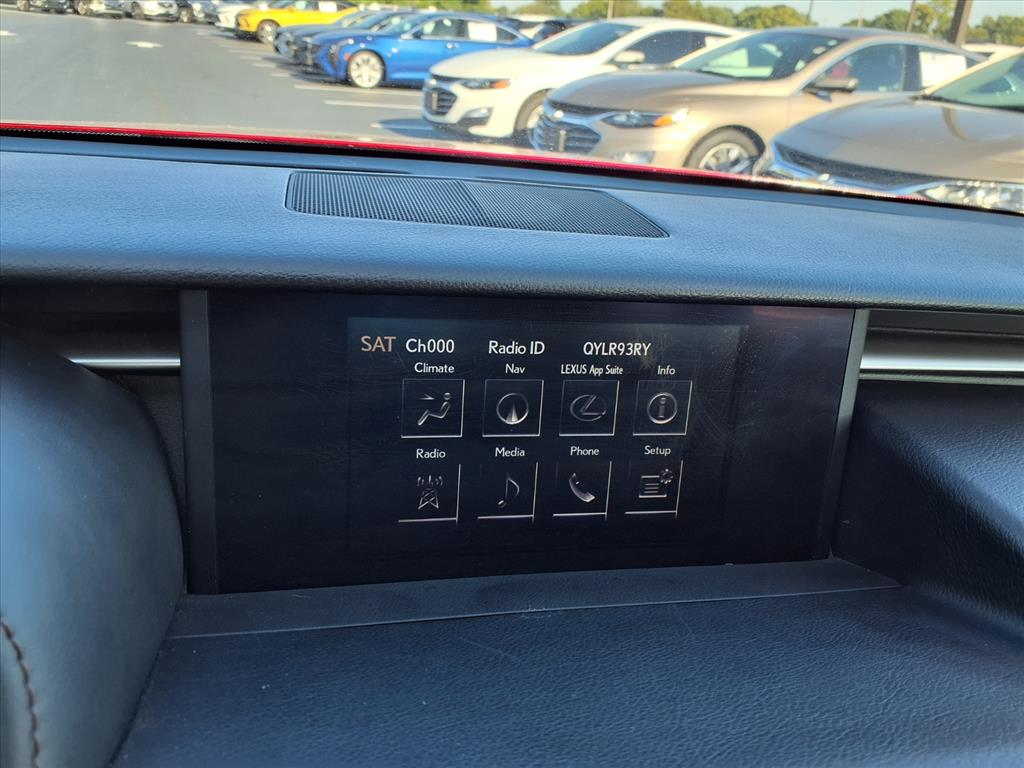 SAT Ch000 Radio ID QYLR93RY
Climate Nav LEXUS App Suite Info
Radio Media Phone Setup